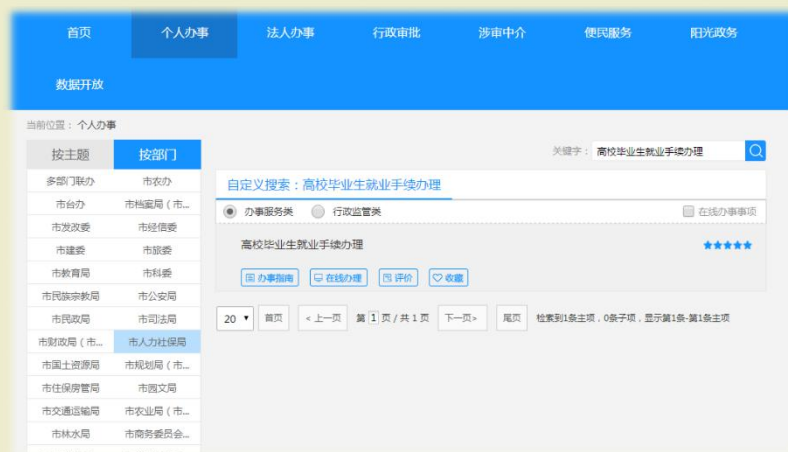 首页 个人办事 法人办事 行政审批 涉审中介 便民服务 阳光政务
数据开放
当前位置： 个人办事
按主题 按部门
关键字： 高校毕业生就业手续办理
多部门联办 市农办
市台办 市档案局（市...
市发改委 市经信委
市建委 市旅委
市教育局 市科委
市民族宗教局 市公安局
市民政局 市司法局
市财政局（市... 市人力社保局
市国土资源局 市规划局（市...
市住保房管局 市园文局
市交通运输局 市农业局（市...
市林水局 市商务委员会...
自定义搜索：高校毕业生就业手续办理
办事服务类 行政监管类 在线办事事项
高校毕业生就业手续办理
办事指南 在线办理 评价 收藏
20 首页 <上一页 第 1 页/共1页 下一页> 尾页 检索到1条主项，0条子项，显示第1条-第1条主项